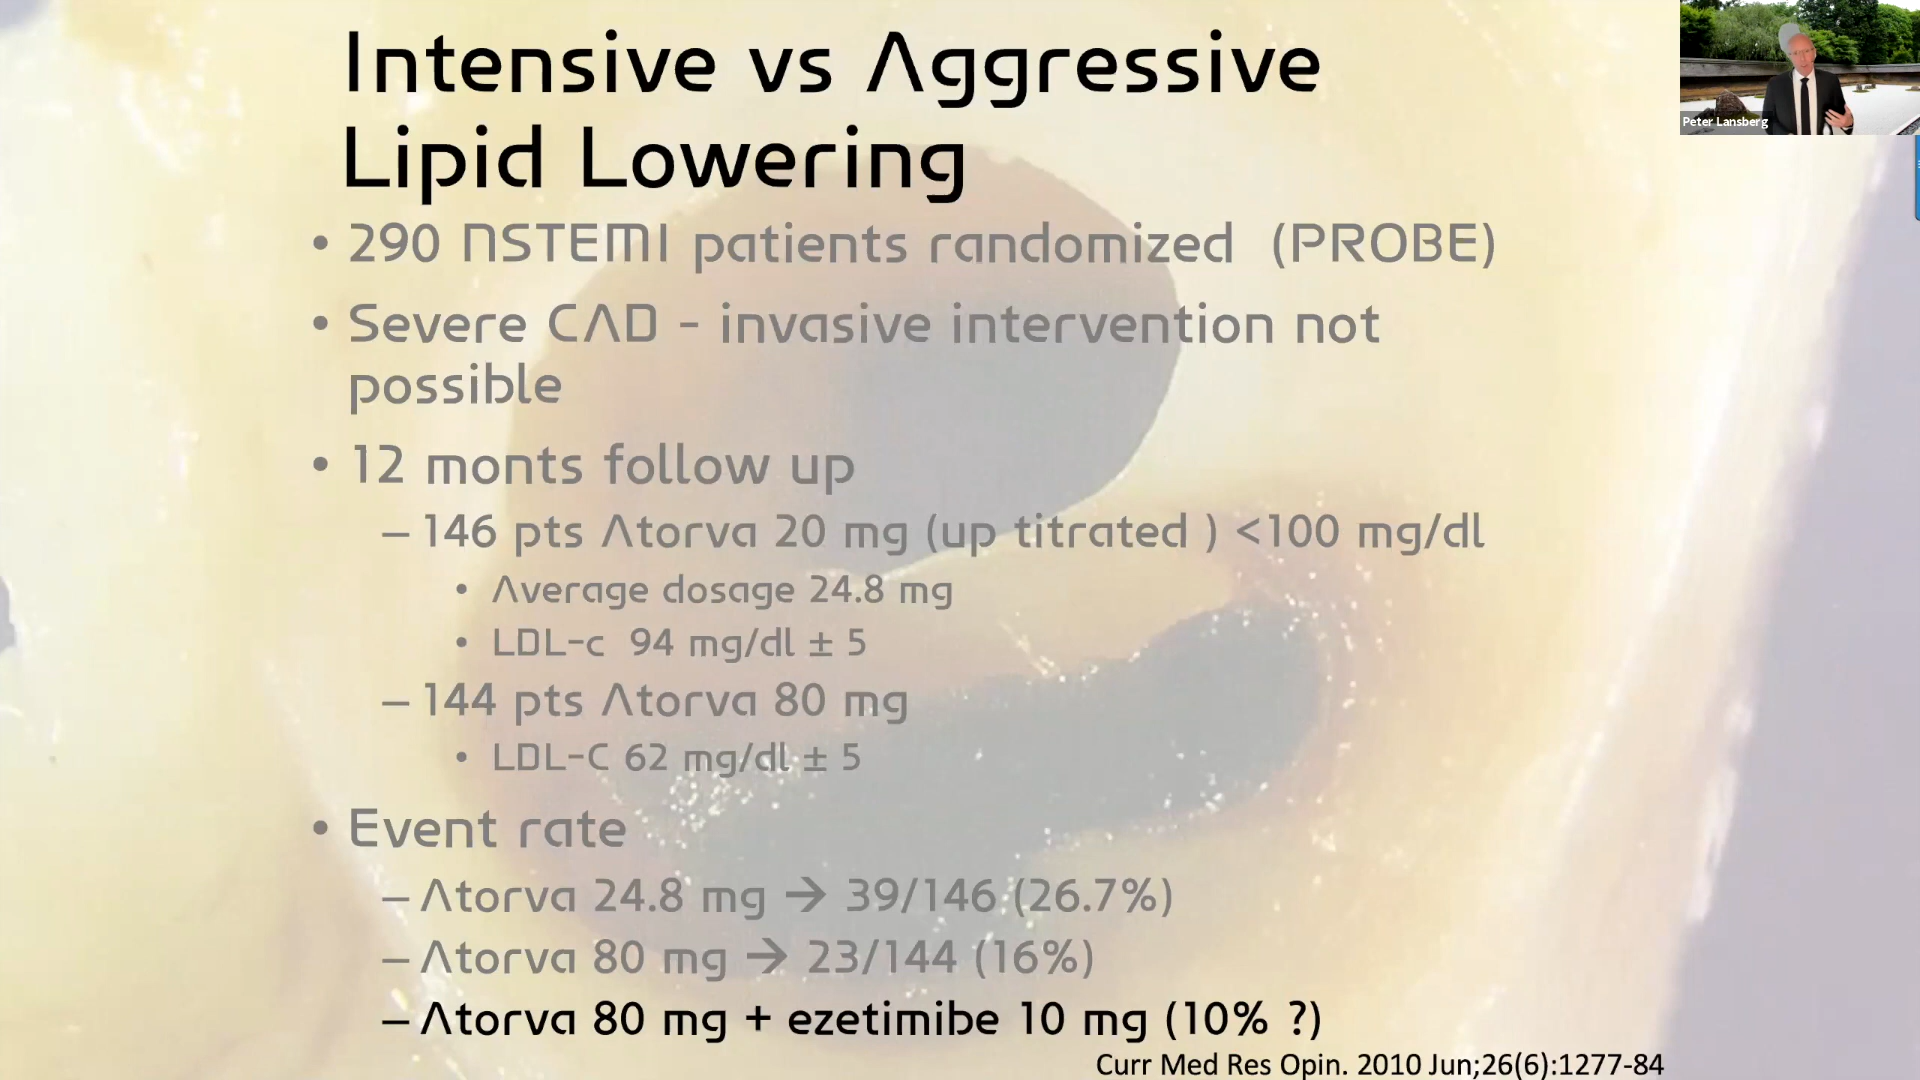 Intensive vs Aggressive
Lipid Lowering
Peter Lansberg
• 290 NSTEMI patients randomized (PROBE)
• Severe CAD - invasive intervention not
possible
• 12 monts follow up
– 146 pts Atorva 20 mg (up titrated ) <100 mg/dl
• Average dosage 24.8 mg
• LDL-c 94 mg/dl ± 5
– 144 pts Atorva 80 mg
• LDL-C 62 mg/dl ± 5
• Event rate
– Atorva 24.8 mg → 39/146 (26.7%)
– Atorva 80 mg → 23/144 (16%)
– Atorva 80 mg + ezetimibe 10 mg (10% ?)
Curr Med Res Opin. 2010 Jun;26(6):1277-84